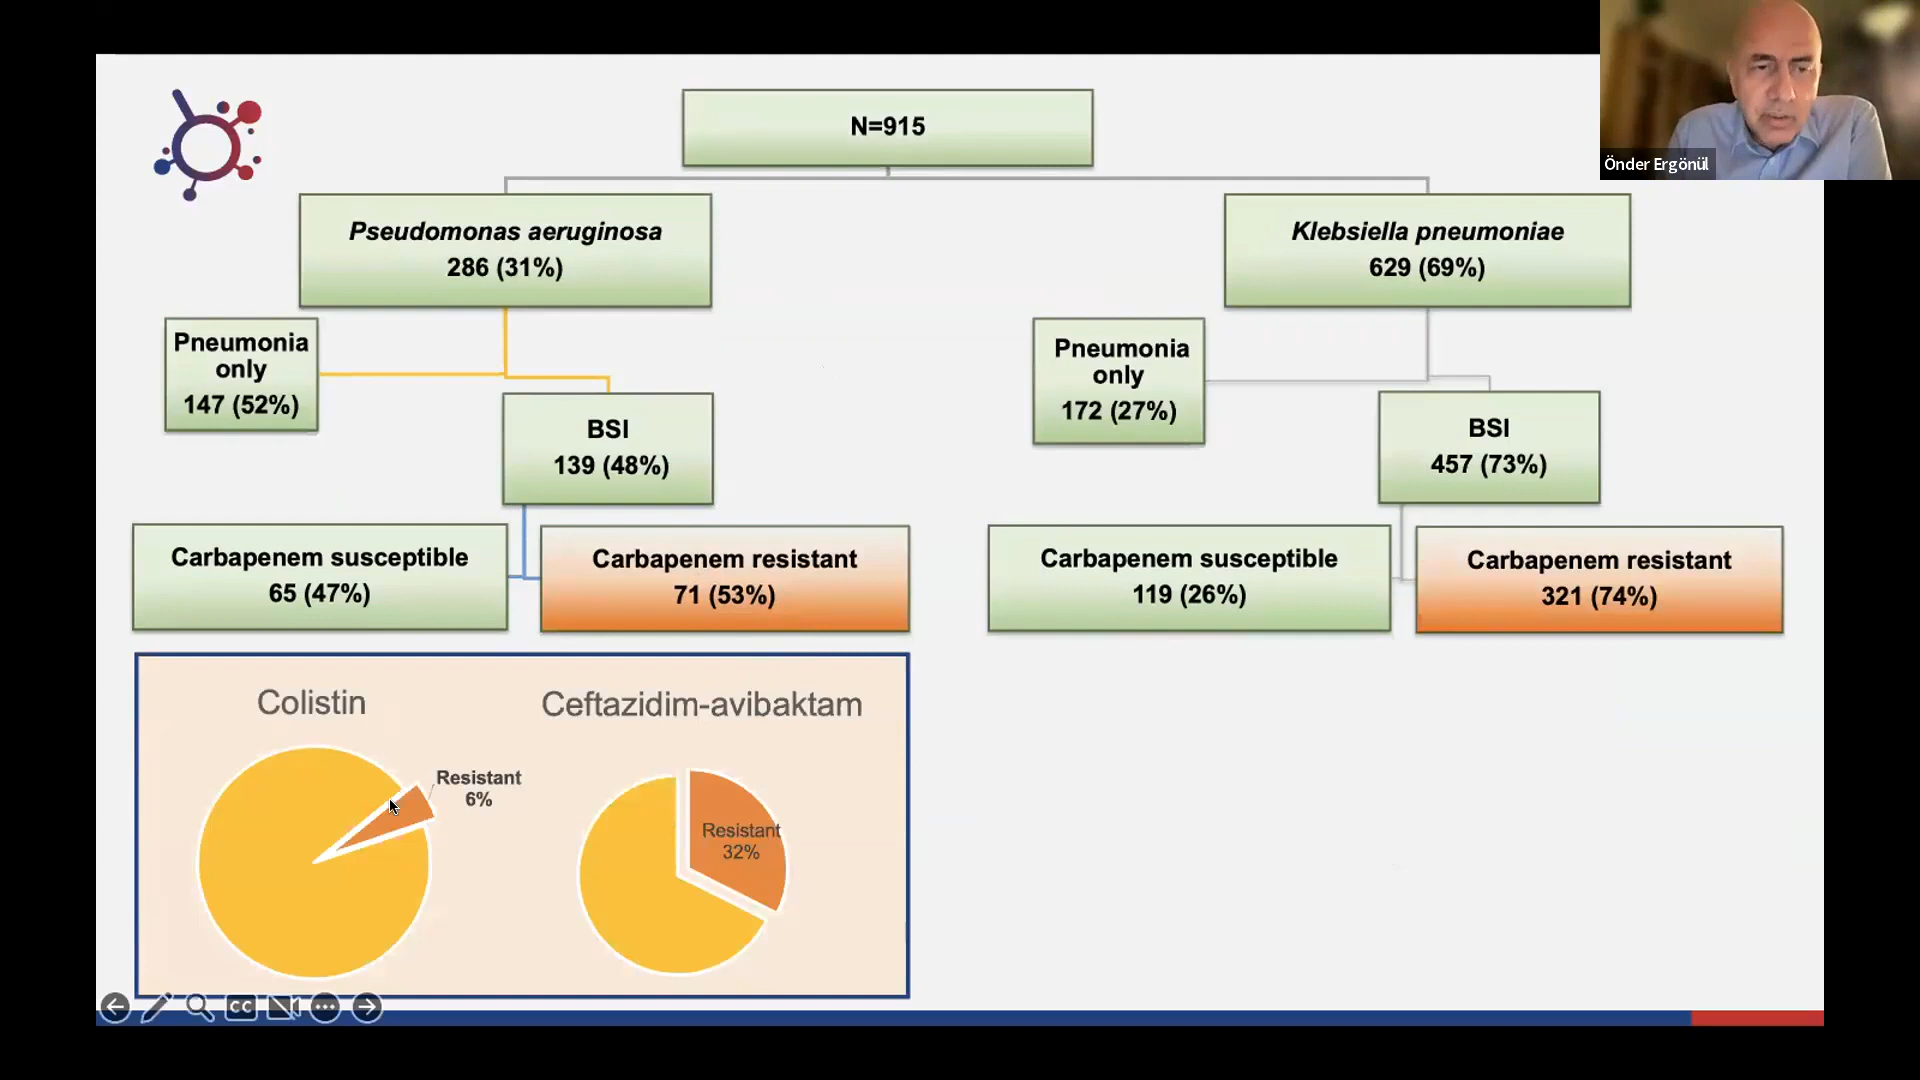 N=915
Önder Ergönül
Pseudomonas aeruginosa
286 (31%)
Klebsiella pneumoniae
629 (69%)
Pneumonia
only
147 (52%)
BSI
139 (48%)
Pneumonia
only
172 (27%)
BSI
457 (73%)
Carbapenem susceptible
65 (47%)
Carbapenem resistant
71 (53%)
Carbapenem susceptible
119 (26%)
Carbapenem resistant
321 (74%)
Colistin
Resistant
6%
Ceftazidim-avibaktam
Resistant
32%
CC